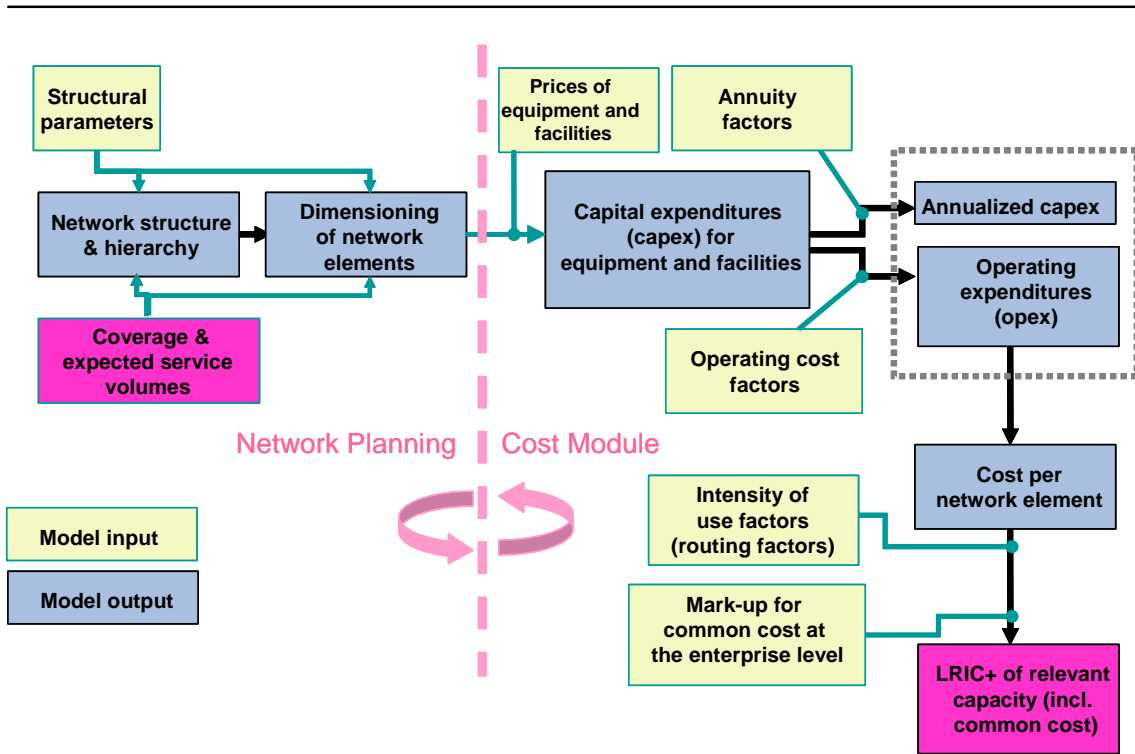 Structural
parameters
Prices of
equipment and
facilities
Annuity
factors
Network structure
& hierarchy
Dimensioning
of network
elements
Capital expenditures
(capex) for
equipment and facilities
Annualized capex
Operating
expenditures
(opex)
Coverage &
expected service
volumes
Operating cost
factors
Network Planning
Cost Module
Cost per
network element
Intensity of
use factors
(routing factors)
Model input
Model output
Mark-up for
common cost at
the enterprise level
LRIC+ of relevant
capacity (incl.
common cost)